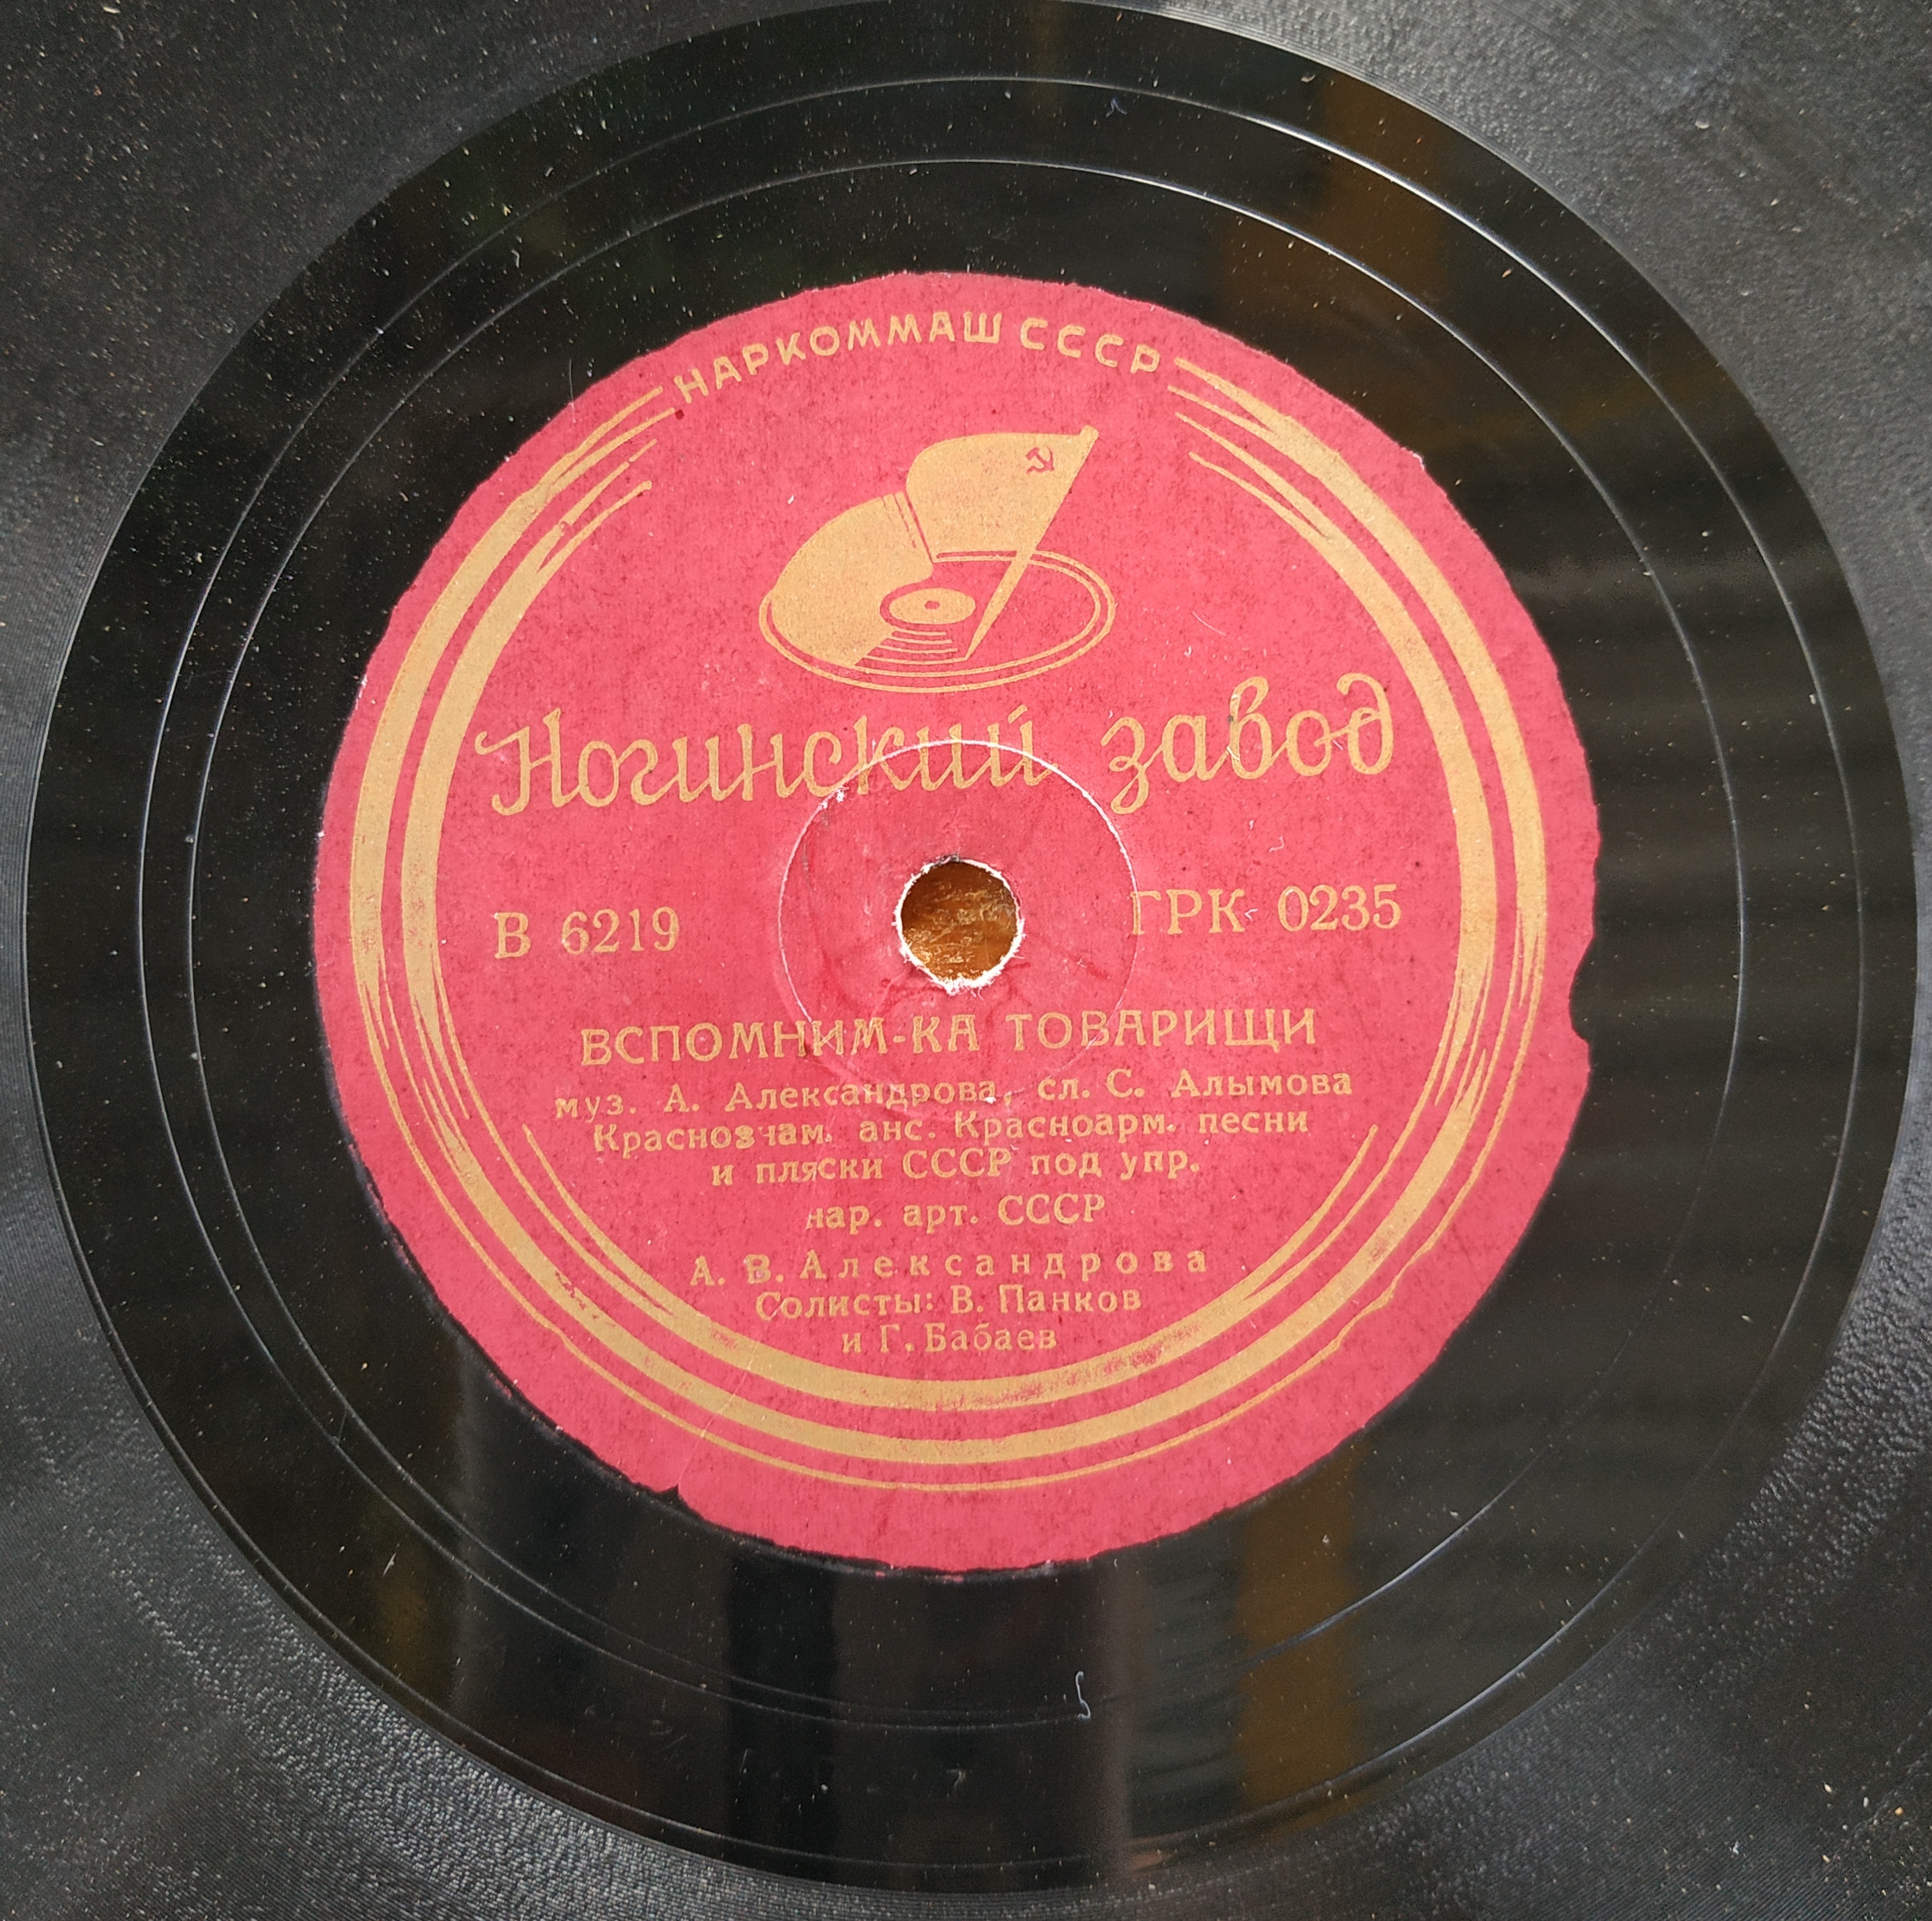 НАРКОММАШ СССР
Ногинский завод
В 6219 ГРК 0235
ВСПОМНИМ-КА ТОВАРИЩИ
муз. А. Александрова, сл. С. Алымова
Краснознам. анс. Красноарм. песни
и пляски СССР под упр.
нар. арт. СССР
А. В. Александрова
Солисты: В. Панков
и Г. Бабаев